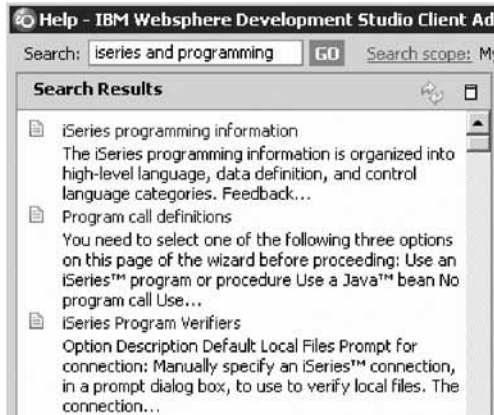 Help - IBM Websphere Development Studio Client Ad
Search: iseries and programming GO Search scope: My
Search Results
iSeries programming information
The iSeries programming information is organized into
high-level language, data definition, and control
language categories. Feedback...
Program call definitions
You need to select one of the following three options
on this page of the wizard before proceeding: Use an
iSeries™ program or procedure Use a Java™ bean No
program call Use...
iSeries Program Verifiers
Option Description Default Local Files Prompt for
connection: Manually specify an iSeries™ connection,
in a prompt dialog box, to use to verify local files. The
connection...